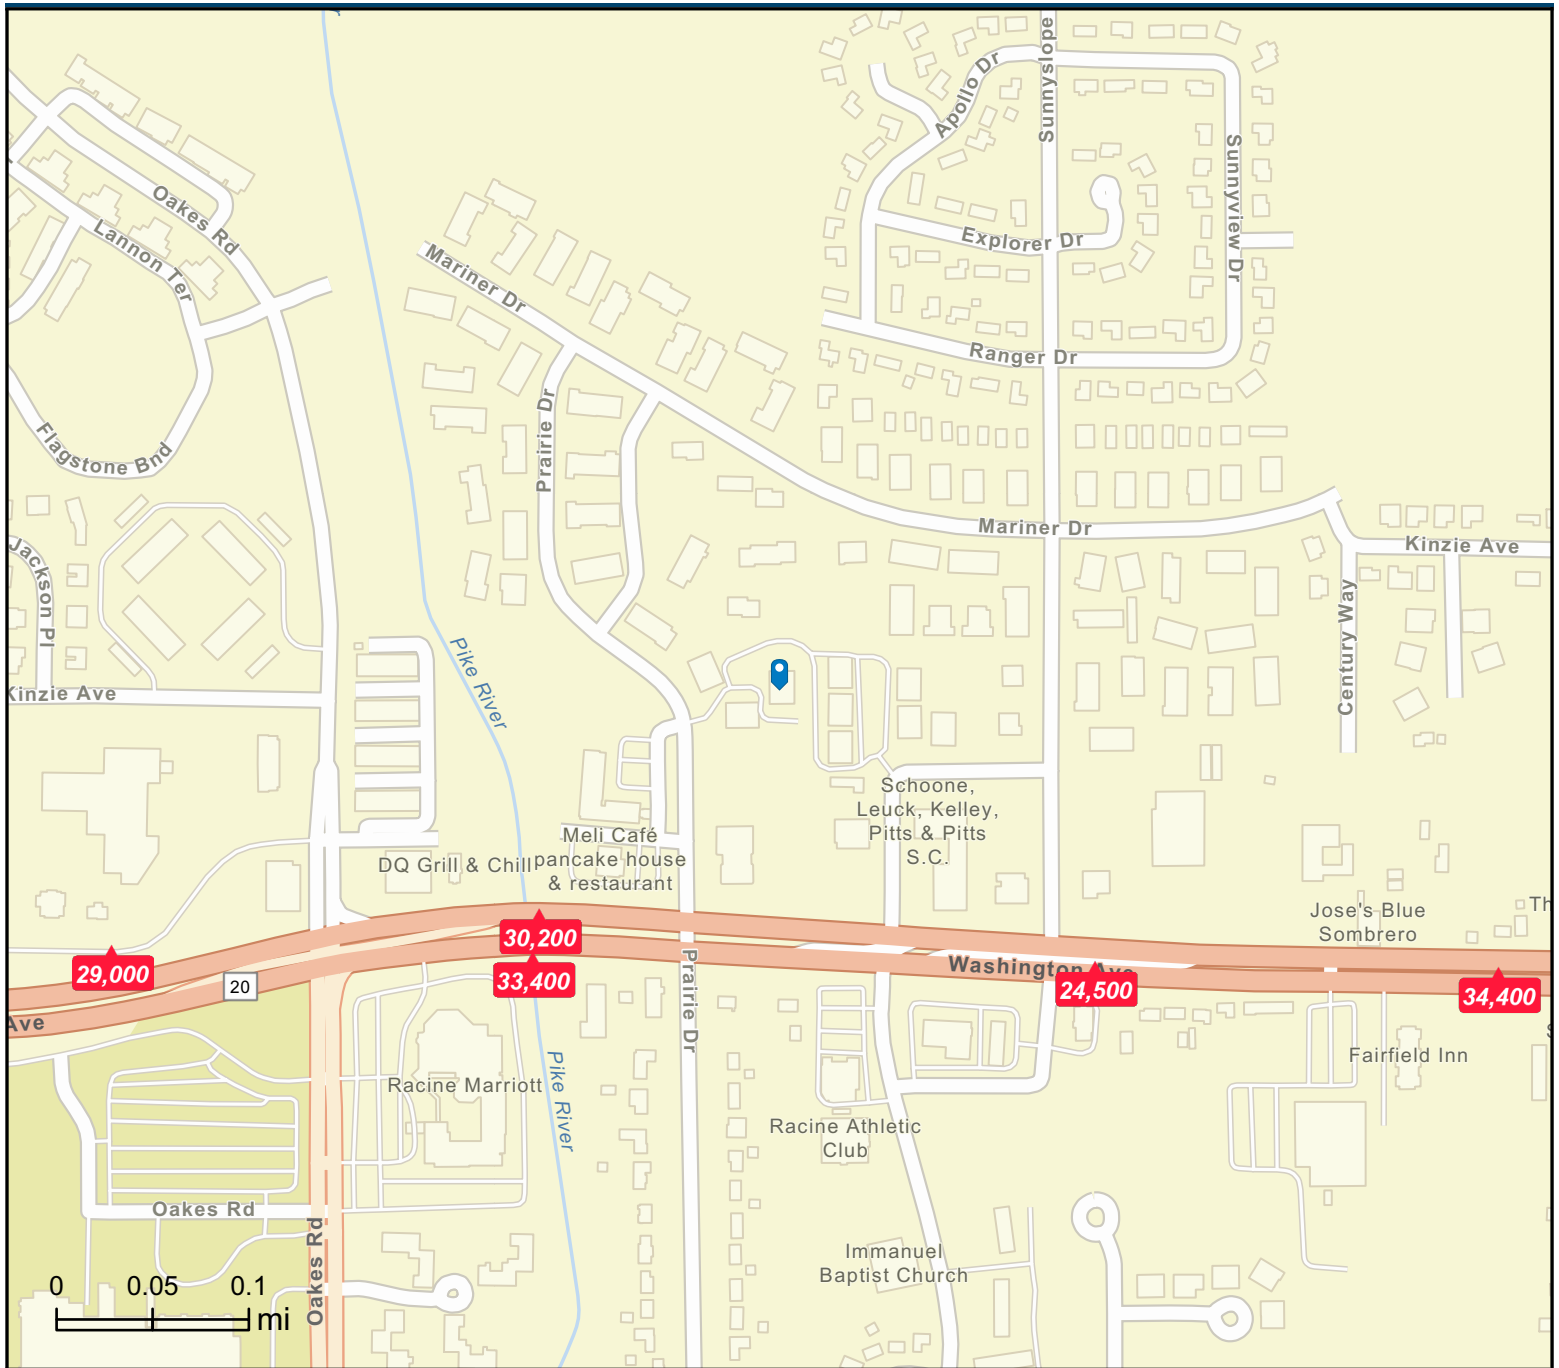 Apollo Dr
Sunnyslope
Sunnyview Dr
Oakes Rd
Lannon Ter
Explorer Dr
Mariner Dr
Ranger Dr
Prairie Dr
Flagstone Bnd
Mariner Dr
Kinzie Ave
Jackson Pl
Century Way
Pike River
Kinzie Ave
Schoone,
Leuck, Kelley,
Pitts & Pitts
S.C.
Meli Café
pancake house
& restaurant
DQ Grill & Chill
Jose's Blue
Sombrero
Th
30,200
29,000
33,400
Washington Ave
24,500
34,400
20
Ave
Prairie Dr
Fairfield Inn
S
Racine Marriott
Pike River
Racine Athletic
Club
Oakes Rd
Oakes Rd
Immanuel
Baptist Church
0 0.05 0.1
mi